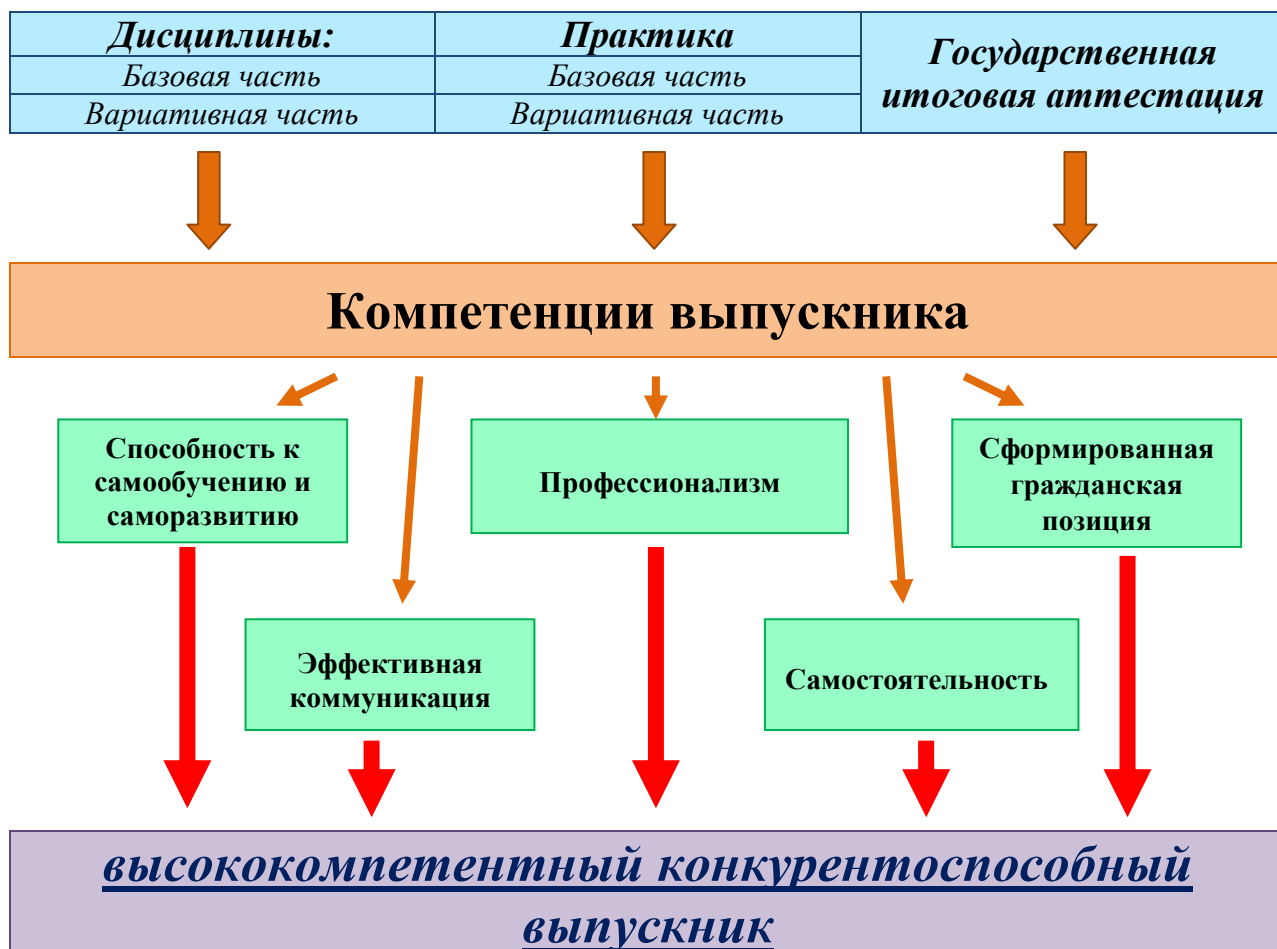 Дисциплины:
Базовая часть
Вариативная часть
Практика
Базовая часть
Вариативная часть
Государственная
итоговая аттестация
Компетенции выпускника
Способность к
самообучению и
саморазвитию
Профессионализм
Сформированная
гражданская
позиция
Эффективная
коммуникация
Самостоятельность
высококомпетентный конкурентоспособный
выпускник